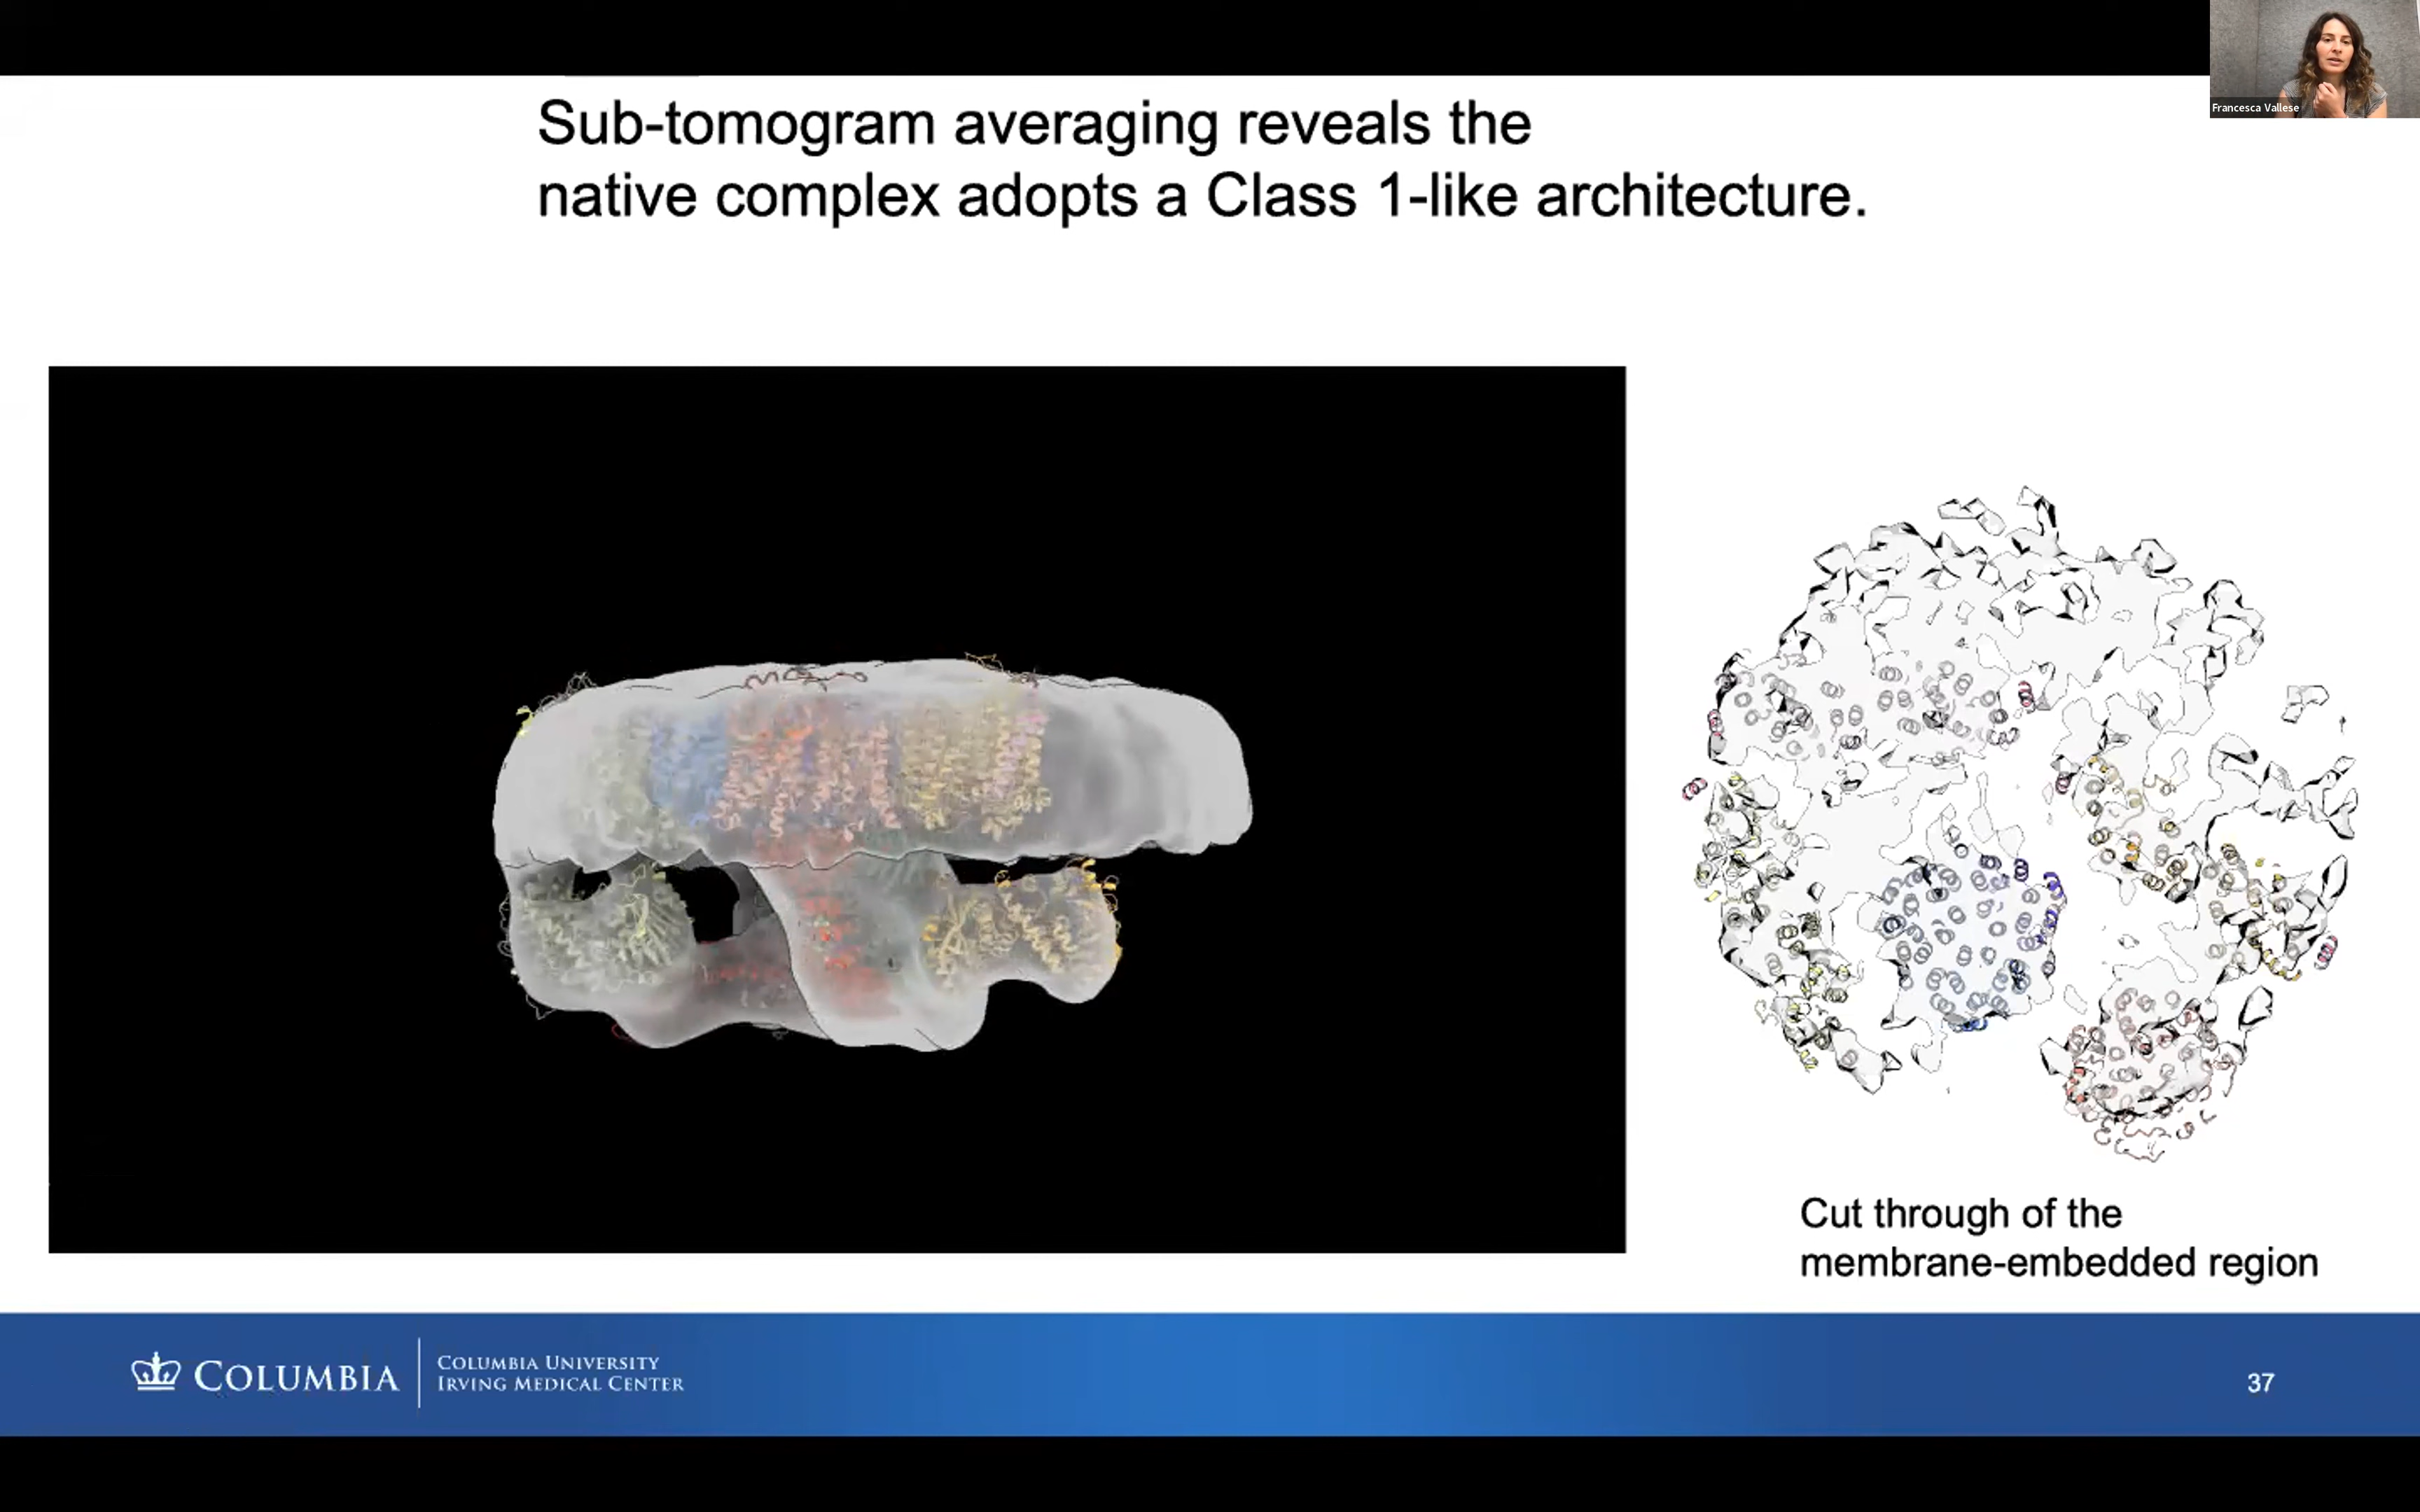 Francesca Vallese
Sub-tomogram averaging reveals the
native complex adopts a Class 1-like architecture.
Cut through of the
membrane-embedded region
COLUMBIA
COLUMBIA UNIVERSITY
IRVING MEDICAL CENTER
37